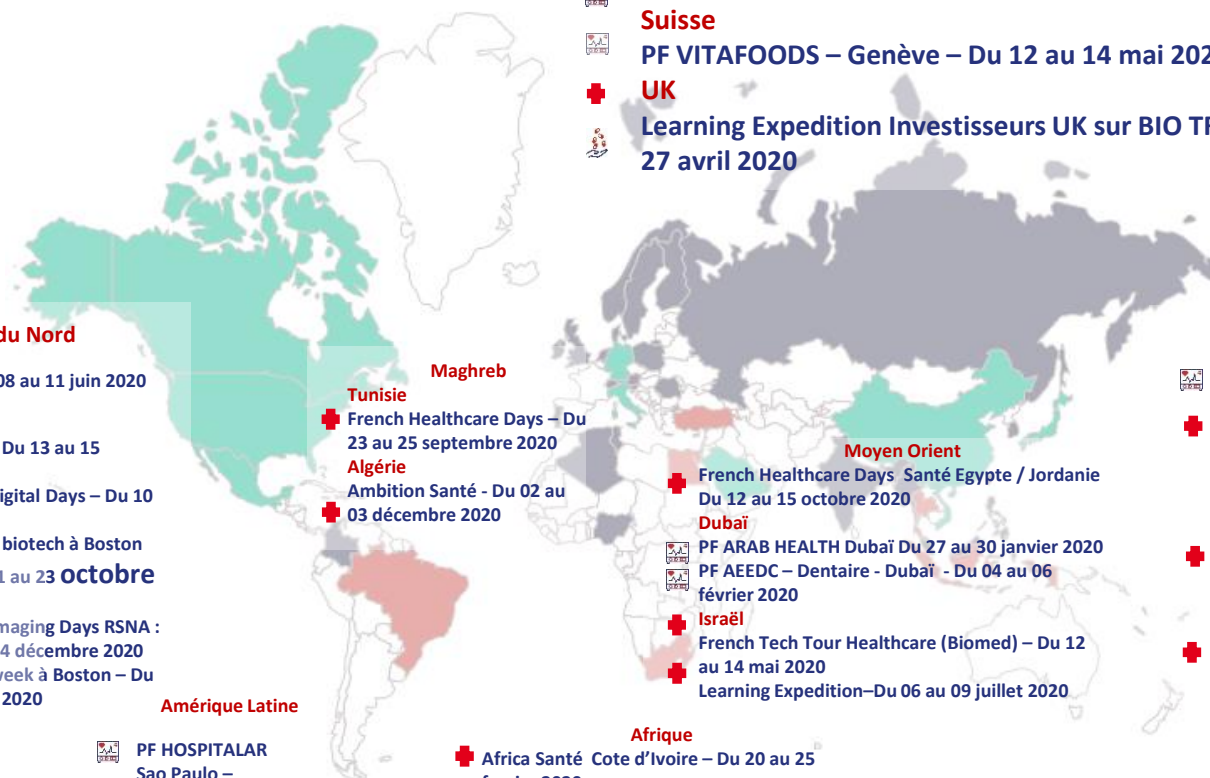 Suisse
PF VITAFOODS – Genève – Du 12 au 14 mai 202
UK
Learning Expedition Investisseurs UK sur BIO
27 avril 2020
du Nord
08 au 11 juin 2020
Du 13 au 15
igital Days – Du 10
biotech à Boston
1 au 23 octobre
maging Days RSNA :
4 décembre 2020
week à Boston – Du
2020
Maghreb
Tunisie
French Healthcare Days – Du
23 au 25 septembre 2020
Algérie
Ambition Santé - Du 02 au
03 décembre 2020
Moyen Orient
French Healthcare Days Santé Egypte / Jordanie
Du 12 au 15 octobre 2020
Dubaï
PF ARAB HEALTH Dubaï Du 27 au 30 janvier 2020
PF AEEDC – Dentaire - Dubaï - Du 04 au 06
février 2020
Israël
French Tech Tour Healthcare (Biomed) – Du 12
au 14 mai 2020
Learning Expedition–Du 06 au 09 juillet 2020
Amérique Latine
PF HOSPITALAR
Sao Paulo –
Afrique
Africa Santé Cote d'Ivoire – Du 20 au 25